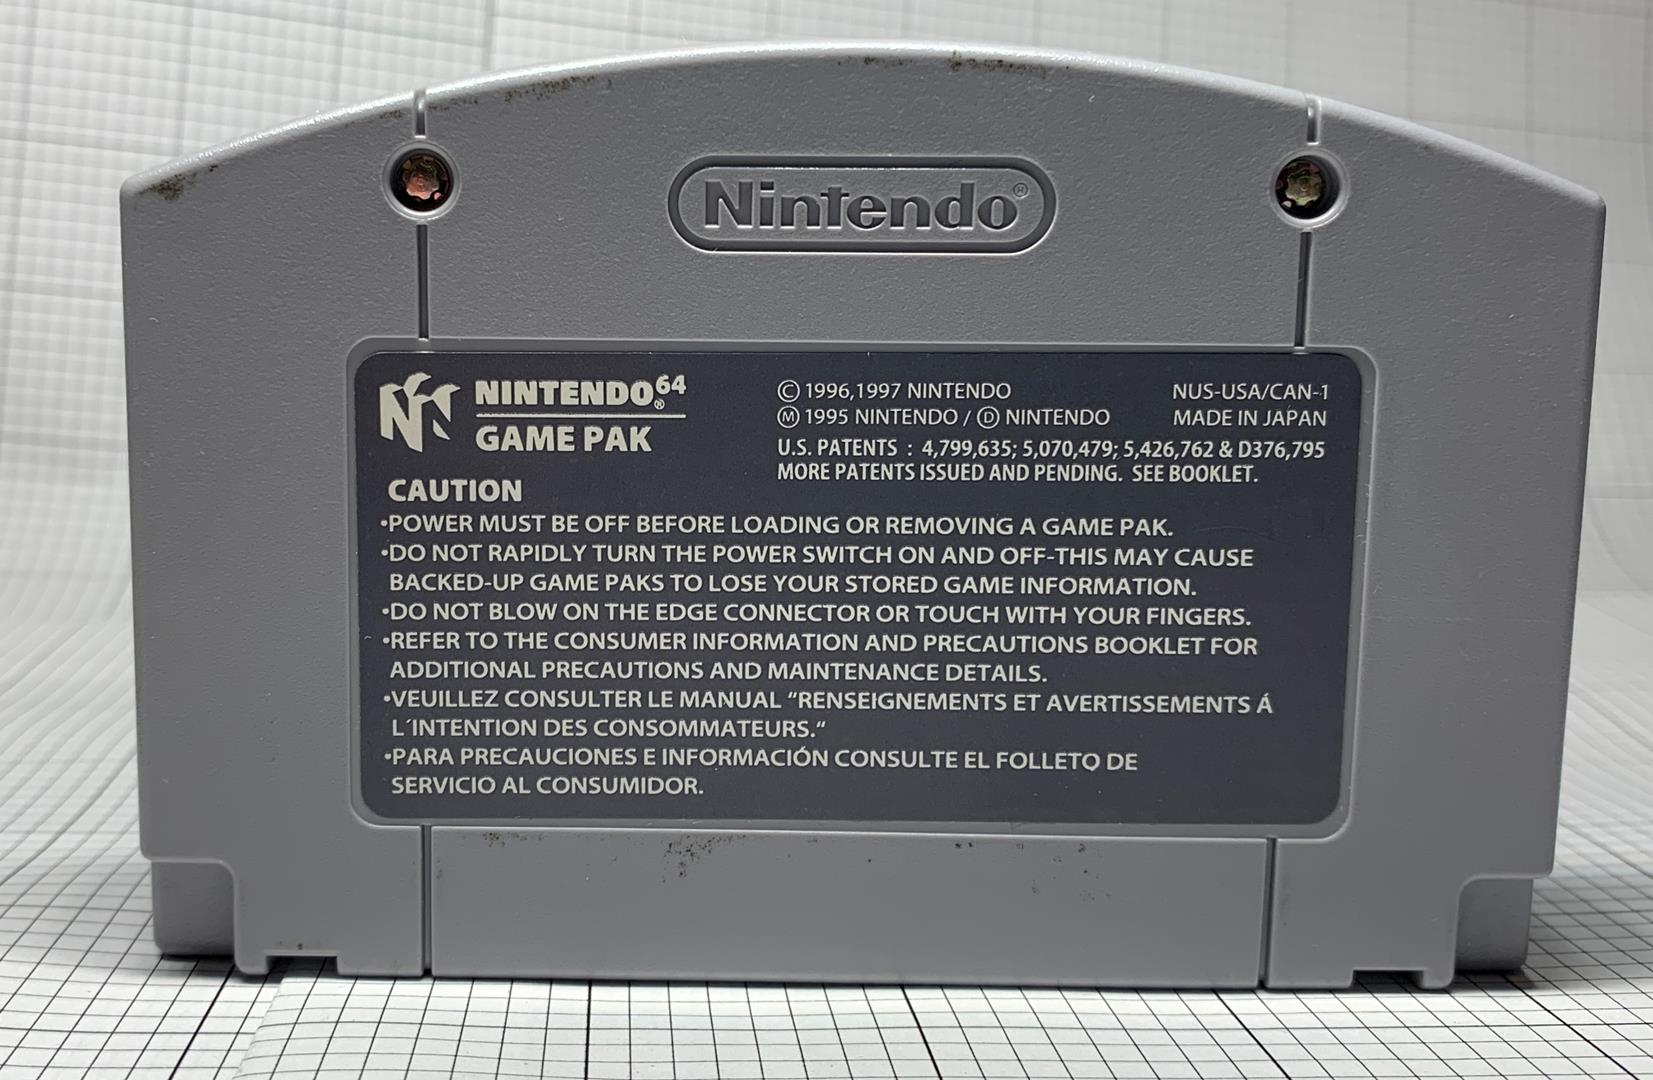 Nintendo®
NINTENDO⁶⁴®
GAME PAK
© 1996,1997 NINTENDO
Ⓜ 1995 NINTENDO / Ⓓ NINTENDO
NUS-USA/CAN-1
MADE IN JAPAN
U.S. PATENTS : 4,799,635; 5,070,479; 5,426,762 & D376,795
MORE PATENTS ISSUED AND PENDING. SEE BOOKLET.
CAUTION
•POWER MUST BE OFF BEFORE LOADING OR REMOVING A GAME PAK.
•DO NOT RAPIDLY TURN THE POWER SWITCH ON AND OFF-THIS MAY CAUSE
BACKED-UP GAME PAKS TO LOSE YOUR STORED GAME INFORMATION.
•DO NOT BLOW ON THE EDGE CONNECTOR OR TOUCH WITH YOUR FINGERS.
•REFER TO THE CONSUMER INFORMATION AND PRECAUTIONS BOOKLET FOR
ADDITIONAL PRECAUTIONS AND MAINTENANCE DETAILS.
•VEUILLEZ CONSULTER LE MANUAL “RENSEIGNEMENTS ET AVERTISSEMENTS Á
L´INTENTION DES CONSOMMATEURS.“
•PARA PRECAUCIONES E INFORMACIÓN CONSULTE EL FOLLETO DE
SERVICIO AL CONSUMIDOR.